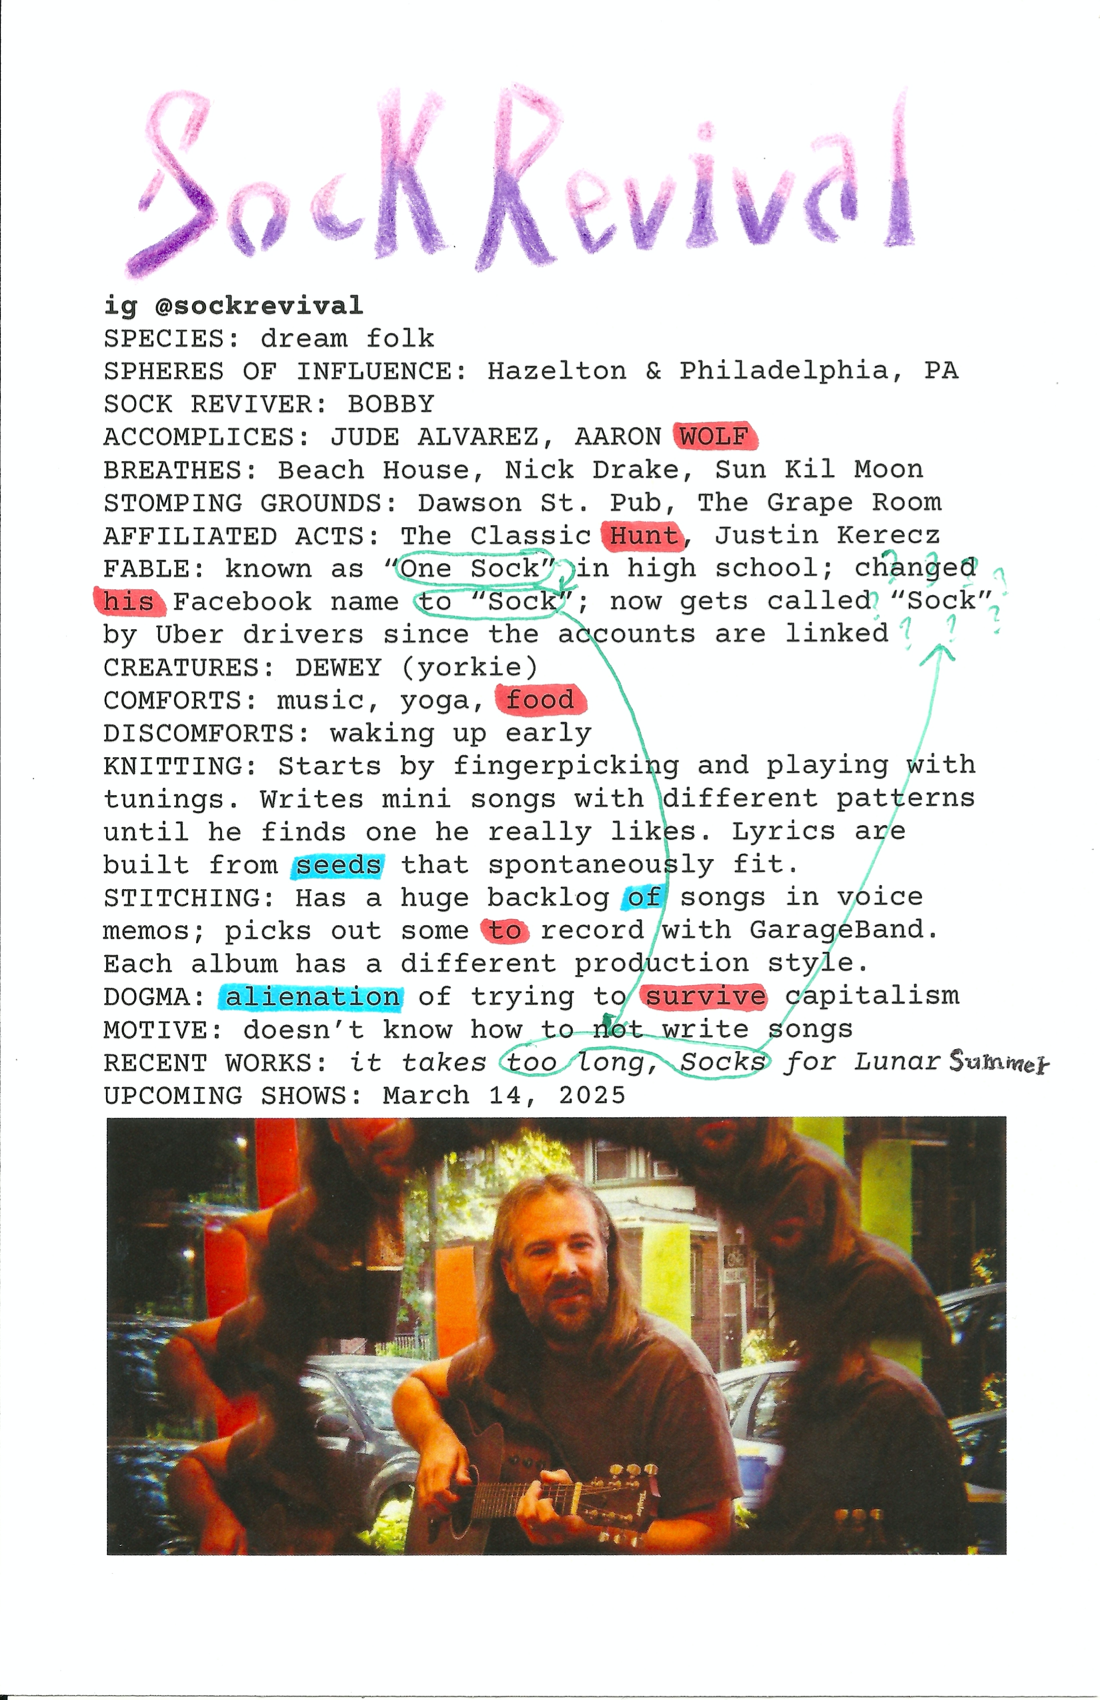 Sock Revival
ig @sockrevival
SPECIES: dream folk
SPHERES OF INFLUENCE: Hazelton & Philadelphia, PA
SOCK REVIVER: BOBBY
ACCOMPLICES: JUDE ALVAREZ, AARON WOLF
BREATHES: Beach House, Nick Drake, Sun Kil Moon
STOMPING GROUNDS: Dawson St. Pub, The Grape Room
AFFILIATED ACTS: The Classic Hunt, Justin Kerecz
FABLE: known as “One Sock” in high school; changed ? ? ? ?
his Facebook name to “Sock”; now gets called ? “Sock” ?
by Uber drivers since the accounts are linked ? ? ?
CREATURES: DEWEY (yorkie)
COMFORTS: music, yoga, food
DISCOMFORTS: waking up early
KNITTING: Starts by fingerpicking and playing with
tunings. Writes mini songs with different patterns
until he finds one he really likes. Lyrics are
built from seeds that spontaneously fit.
STITCHING: Has a huge backlog of songs in voice
memos; picks out some to record with GarageBand.
Each album has a different production style.
DOGMA: alienation of trying to survive capitalism
MOTIVE: doesn’t know how to not write songs
RECENT WORKS: it takes too long, Socks for Lunar Summer
UPCOMING SHOWS: March 14, 2025
Taylor